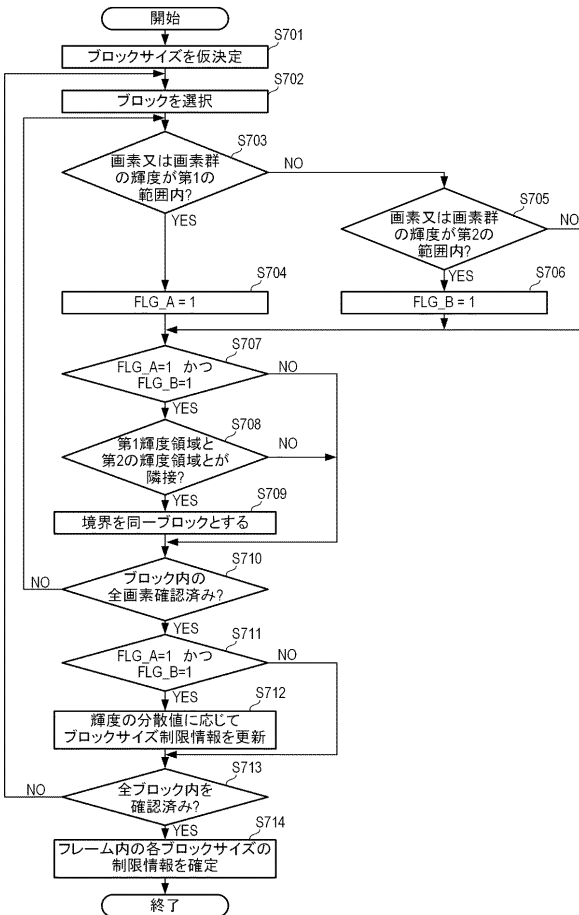 開始
S701
ブロックサイズを仮決定
S702
ブロックを選択
S703
画素又は画素群
の輝度が第1の
範囲内?
NO
YES
S705
画素又は画素群
の輝度が第2の
範囲内?
NO
YES
S704
FLG_A = 1
S706
FLG_B = 1
S707
FLG_A=1 かつ
FLG_B=1
NO
YES
S708
第1輝度領域と
第2の輝度領域とが
隣接?
NO
YES
S709
境界を同一ブロックとする
S710
ブロック内の
全画素確認済み?
NO
YES
S711
FLG_A=1 かつ
FLG_B=1
NO
YES
S712
輝度の分散値に応じて
ブロックサイズ制限情報を更新
S713
全ブロック内を
確認済み?
NO
YES
S714
フレーム内の各ブロックサイズの
制限情報を確定
終了